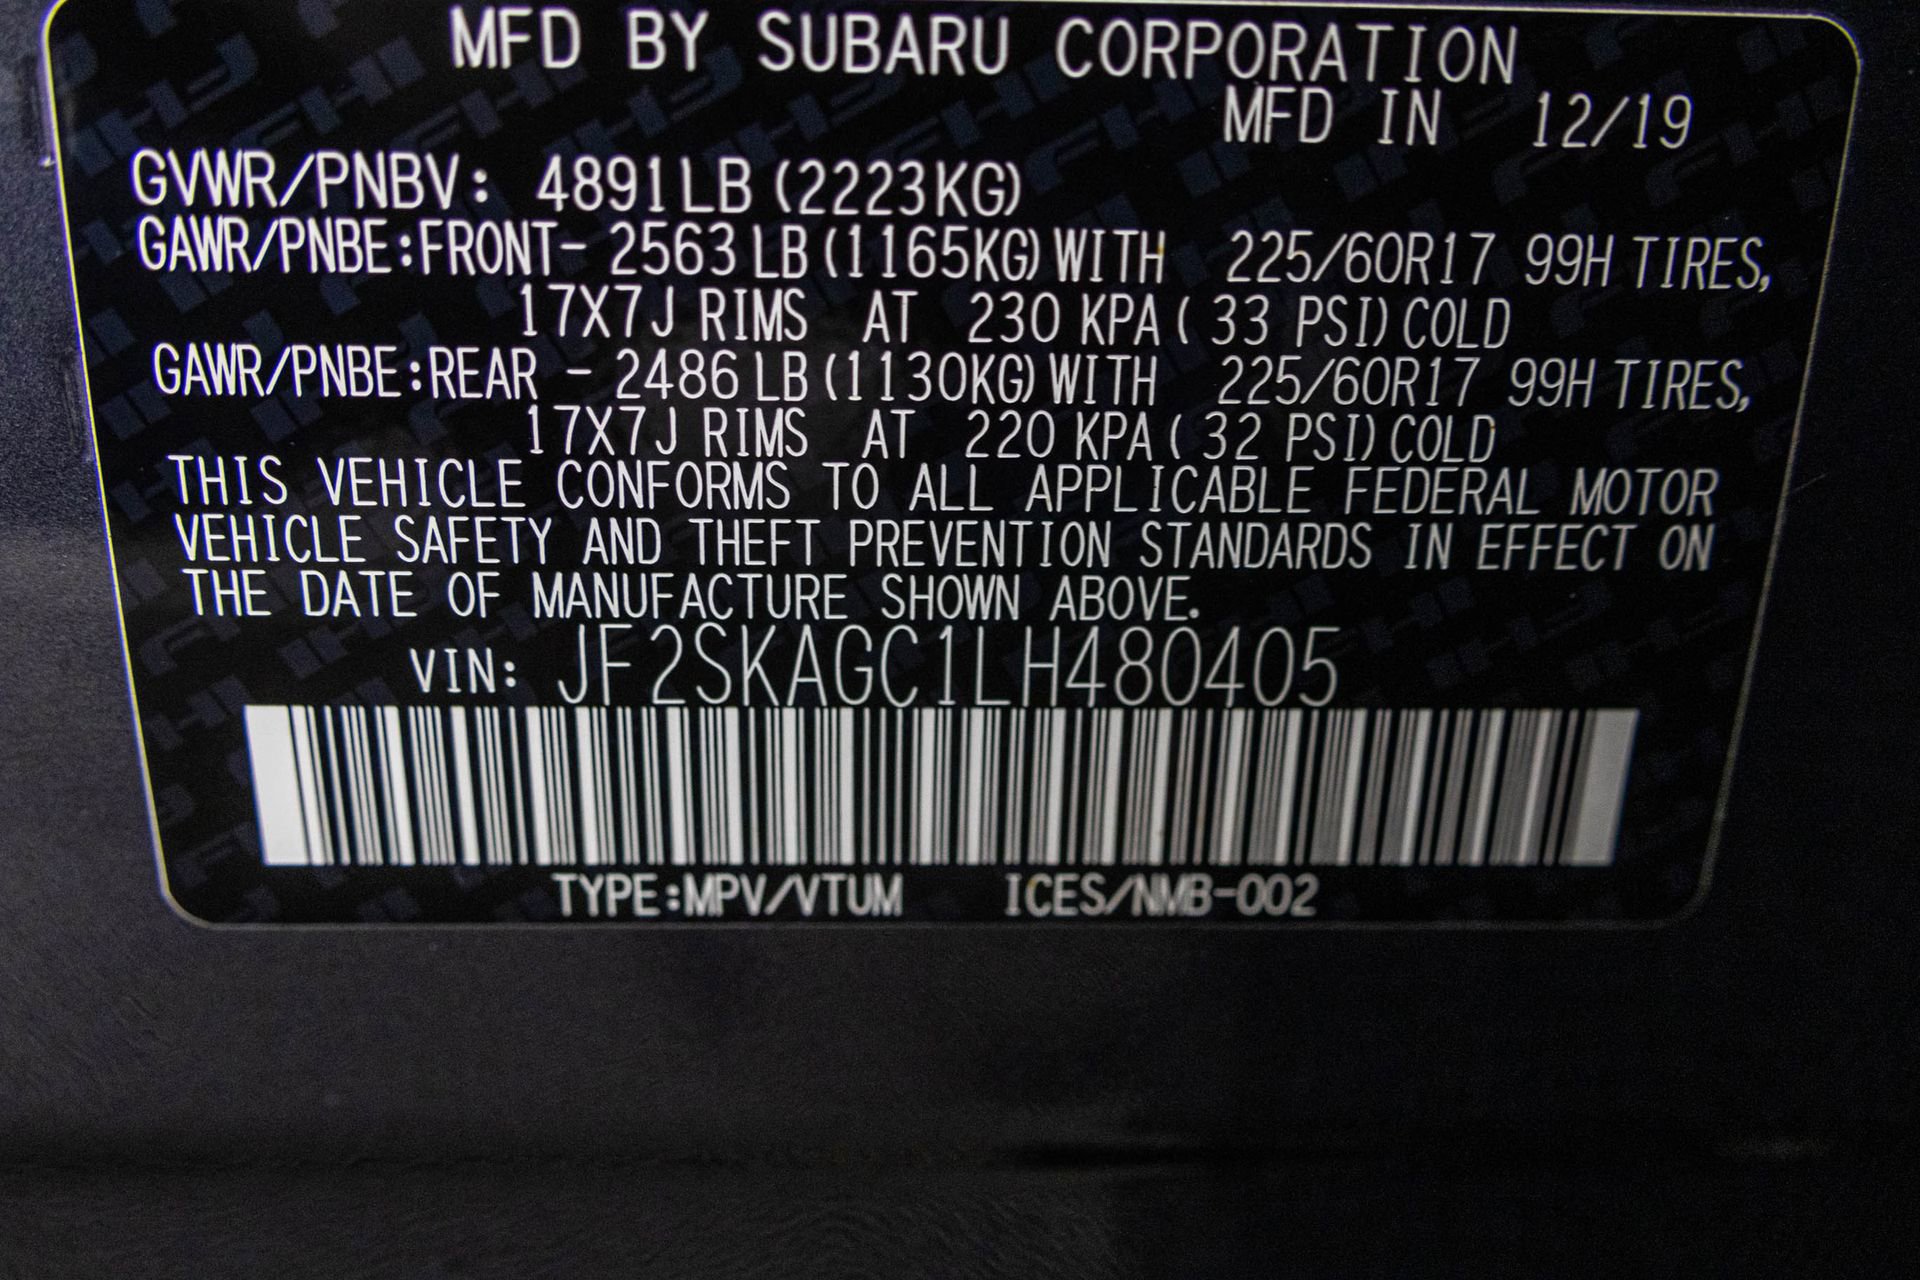 MFD BY SUBARU CORPORATION
MFD IN 12/19
GVWR/PNBV: 4891LB (2223KG)
GAWR/PNBE:FRONT- 2563 LB (1165KG) WITH 225/60R17 99H TIRES,
17X7J RIMS AT 230 KPA ( 33 PSI) COLD
GAWR/PNBE:REAR - 2486 LB (1130KG) WITH 225/60R17 99H TIRES,
17X7J RIMS AT 220 KPA ( 32 PSI) COLD
THIS VEHICLE CONFORMS TO ALL APPLICABLE FEDERAL MOTOR
VEHICLE SAFETY AND THEFT PREVENTION STANDARDS IN EFFECT ON
THE DATE OF MANUFACTURE SHOWN ABOVE.
VIN: JF2SKAGC1LH480405
TYPE:MPV/VTUM ICES/NMB-002